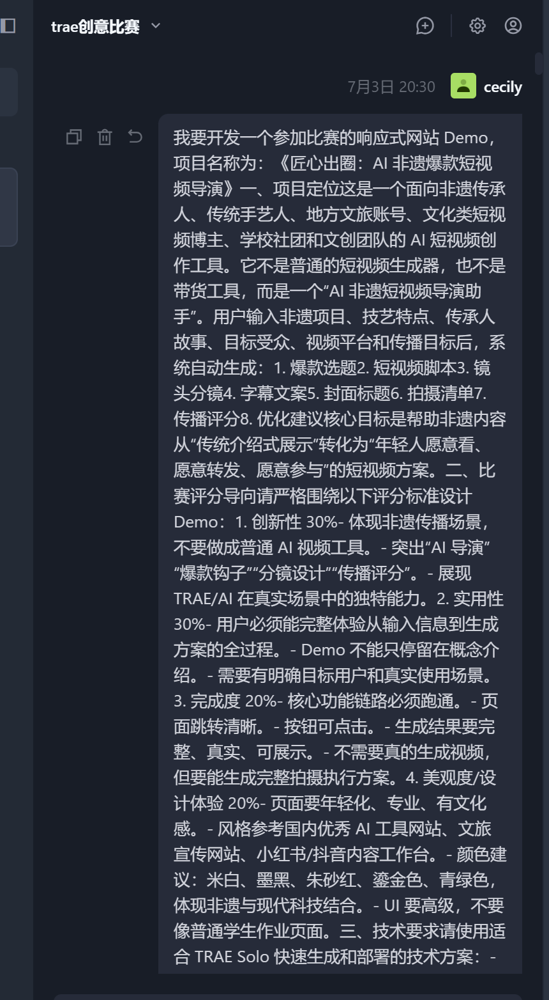 trae创意比赛
7月3日 20:30 cecily
我要开发一个参加比赛的响应式网站 Demo，
项目名称为：《匠心出圈：AI 非遗爆款短视
频导演》一、项目定位这是一个面向非遗传承
人、传统手艺人、地方文旅账号、文化类短视
频博主、学校社团和文创团队的 AI 短视频创
作工具。它不是普通的短视频生成器，也不是
带货工具，而是一个“AI 非遗短视频导演助
手”。用户输入非遗项目、技艺特点、传承人
故事、目标受众、视频平台和传播目标后，系
统自动生成：1. 爆款选题2. 短视频脚本3. 镜
头分镜4. 字幕文案5. 封面标题6. 拍摄清单7.
传播评分8. 优化建议核心目标是帮助非遗内容
从“传统介绍式展示”转化为“年轻人愿意看、
愿意转发、愿意参与”的短视频方案。二、比
赛评分导向请严格围绕以下评分标准设计
Demo：1. 创新性 30%- 体现非遗传播场景，
不要做成普通 AI 视频工具。- 突出“AI 导演”
“爆款钩子”“分镜设计”“传播评分”。- 展现
TRAE/AI 在真实场景中的独特能力。2. 实用性
30%- 用户必须能完整体验从输入信息到生成
方案的全过程。- Demo 不能只停留在概念介
绍。- 需要有明确目标用户和真实使用场景。
3. 完成度 20%- 核心功能链路必须跑通。- 页
面跳转清晰。- 按钮可点击。- 生成结果要完
整、真实、可展示。- 不需要真的生成视频，
但要能生成完整拍摄执行方案。4. 美观度/设
计体验 20%- 页面要年轻化、专业、有文化
感。- 风格参考国内优秀 AI 工具网站、文旅
宣传网站、小红书/抖音内容工作台。- 颜色建
议：米白、墨黑、朱砂红、鎏金色、青绿色，
体现非遗与现代科技结合。- UI 要高级，不要
像普通学生作业页面。三、技术要求请使用适
合 TRAE Solo 快速生成和部署的技术方案：-